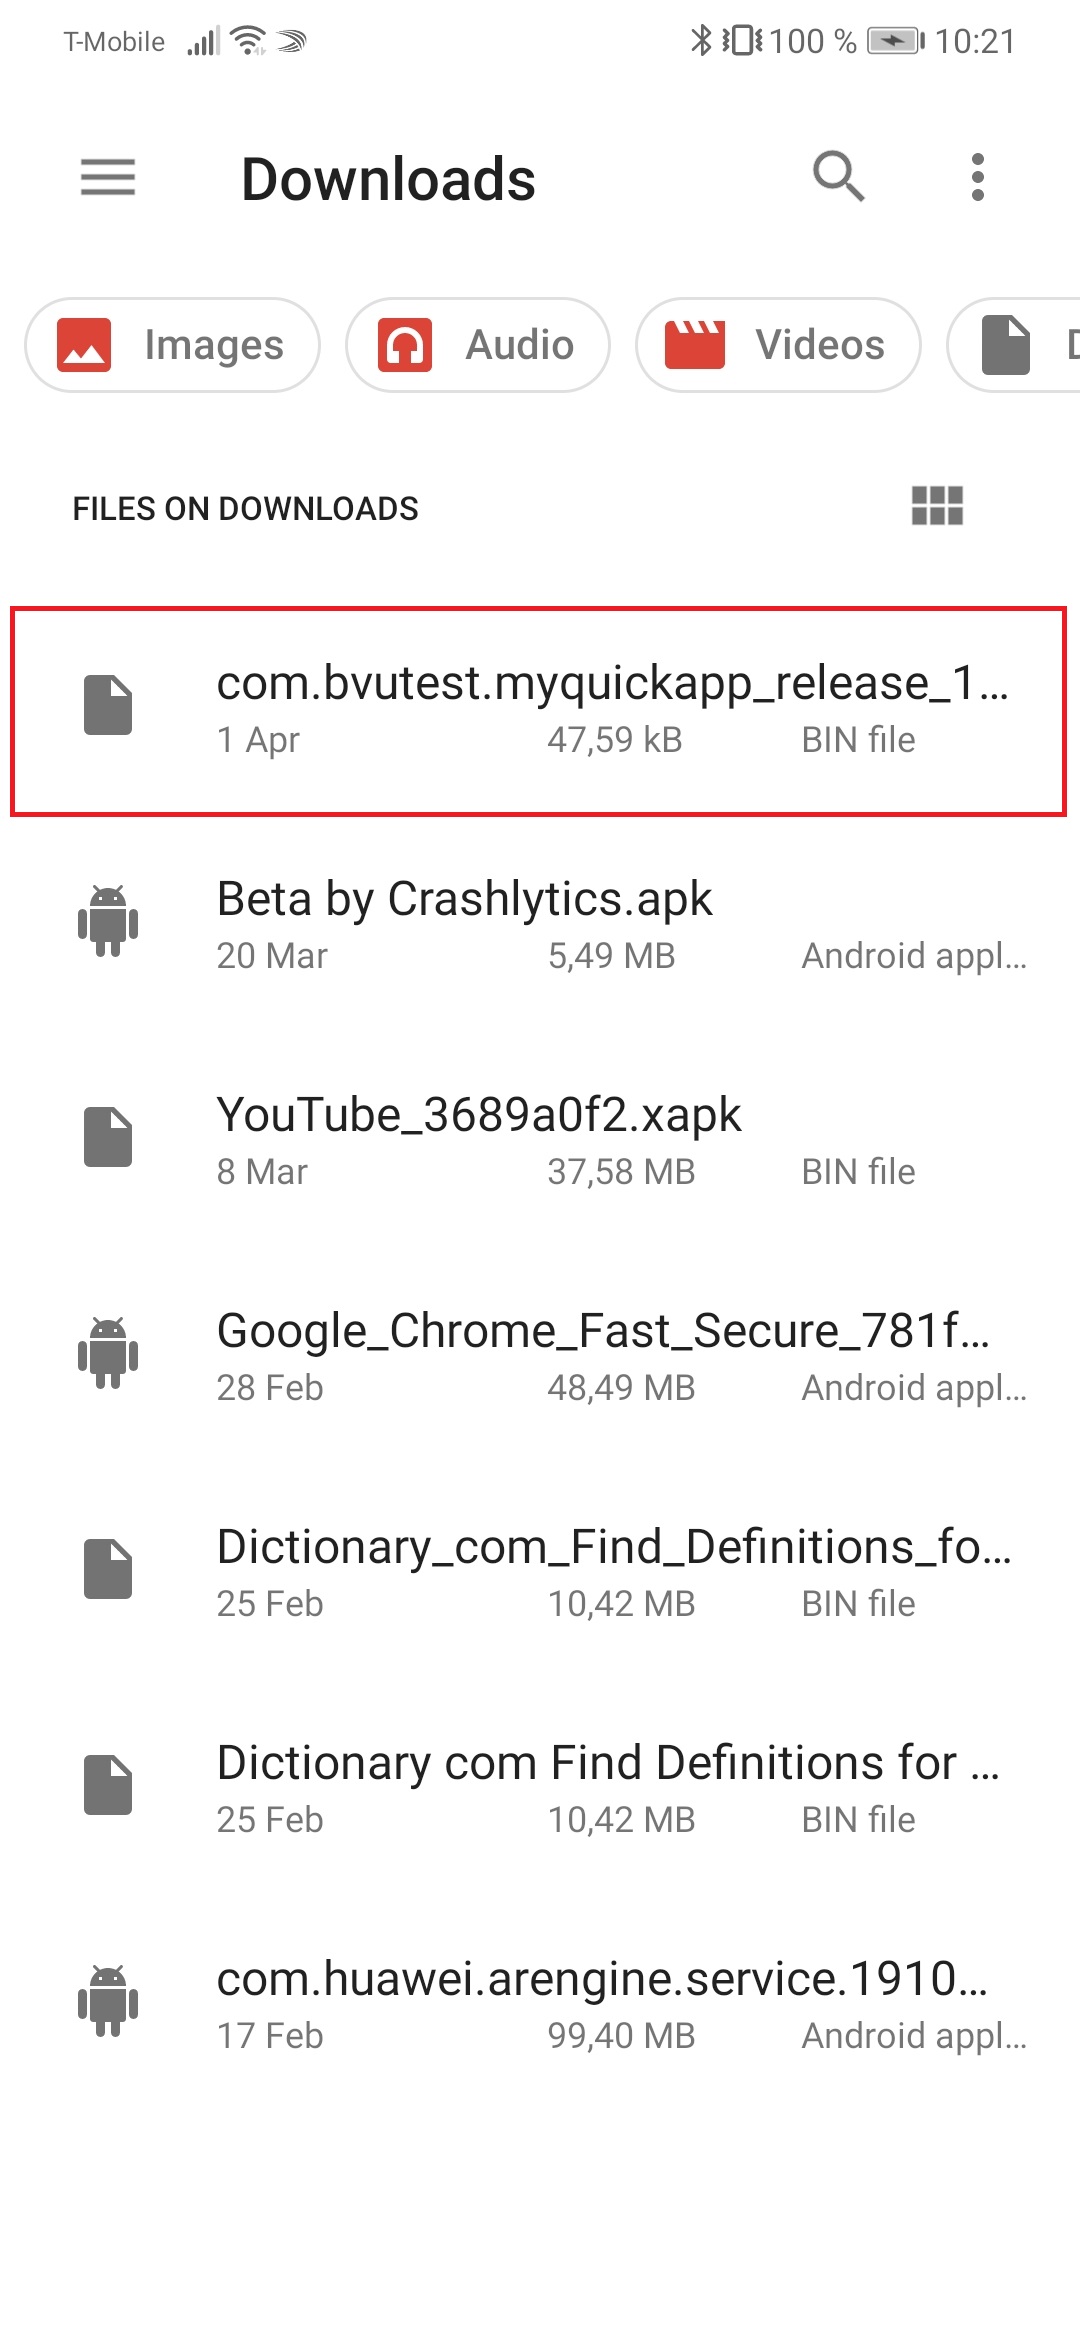 T-Mobile 100 % 10:21
Downloads
Images Audio Videos D
FILES ON DOWNLOADS
com.bvutest.myquickapp_release_1...
1 Apr 47,59 kB BIN file
Beta by Crashlytics.apk
20 Mar 5,49 MB Android appl...
YouTube_3689a0f2.xapk
8 Mar 37,58 MB BIN file
Google_Chrome_Fast_Secure_781f...
28 Feb 48,49 MB Android appl...
Dictionary_com_Find_Definitions_fo...
25 Feb 10,42 MB BIN file
Dictionary com Find Definitions for ...
25 Feb 10,42 MB BIN file
com.huawei.arengine.service.1910...
17 Feb 99,40 MB Android appl...